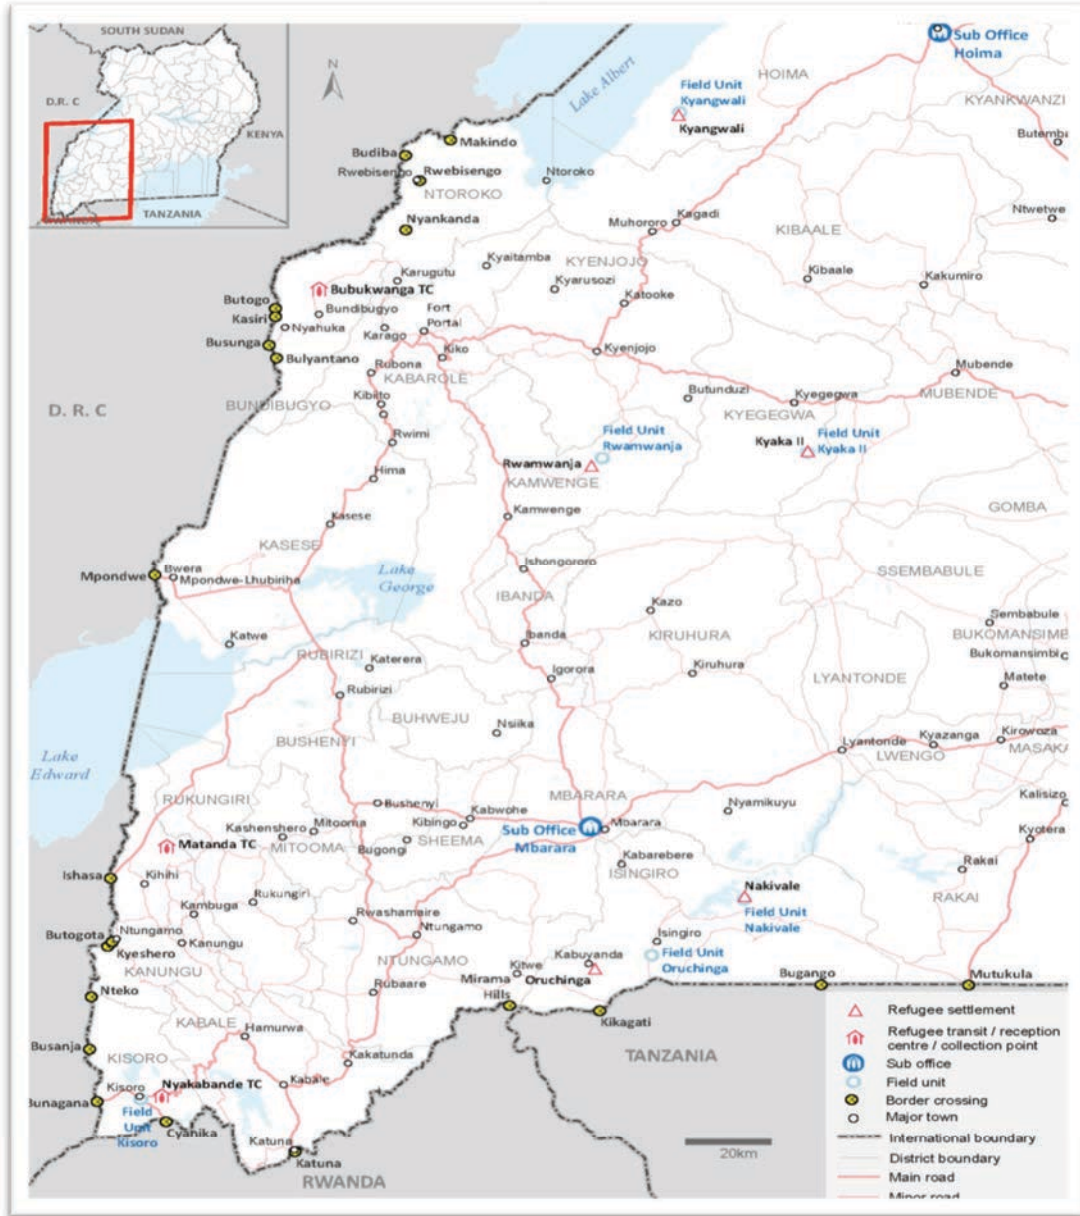 SOUTH SUDAN
D.R. C
KENYA
TANZANIA
N
Lake Albert
Sub Office
Hoima
HOIMA
Field Unit
Kyangwali
Kyangwali
KYANKWANZI
Makindo
Budiba
Rwebisengo
Rwebisengo
NTOROKO
Ntoroko
Nyankanda
Ntwetwe
Muhororo
Kagadi
KIBAALE
Kyaitamba
KYENJOJO
Karugutu
Kyarusozi
Kibaale
Kakumiro
Bubukwanga TC
Butogo
Kasiri
Bundibugyo
Fort
Portal
Katooke
Nyahuka
Karago
Busunga
Bulyantano
Kiko
Kyenjojo
Rubona
KABAROLE
Mubende
MUBENDE
Butunduzi
Kyegegwa
KYEGEGWA
D. R. C
BUNDIBUGYO
Kibiito
Rwimi
Field Unit
Rwamwanja
Kyaka II
Field Unit
Kyaka II
Rwamwanja
Hima
KAMWENGE
Kamwenge
GOMBA
Kasese
KASESE
Ishongororo
Mpondwe
Bwera
Mpondwe-Lhubiriha
Lake
George
SSEMBABULE
IBANDA
Kazo
Sembabule
Katwe
Ibanda
KIRUHURA
BUKOMANSIME
Bukomansimbi
RUBIRIZI
Katerera
Kiruhura
Igorora
LYANTONDE
Matete
Rubirizi
BUHWEJU
Nsiika
Kirowoza
BUSHENYI
Lyantonde
Kyazanga
MASAKA
LWENGO
Lake
Edward
RUKUNGIRI
MBARARA
Bushenyi
Kabwohe
Nyamikuyu
Kalisizo
Kashenshero
Mitooma
Kibingo
Sub Office
Mbarara
Mbarara
Kyotera
Matanda TC
MITOOMA
Bugongi
SHEEMA
Kabarebere
ISINGIRO
Rakai
Ishasa
Kihihi
Nakivale
Field Unit
Nakivale
RAKAI
Rukungiri
Kambuga
Rwashamaire
Butogota
Ntungamo
Kyeshero
Kanungu
Ntungamo
Isingiro
Field Unit
Oruchinga
KANUNGU
NTUNGAMO
Kabuyanda
Kitwe
Oruchinga
Mirama
Hills
Bugango
Mutukula
Nteko
Rubaare
KABALE
Kikagati
Hamurwa
Busanja
KISORO
Kakatunda
TANZANIA
Kisoro
Nyakabande TC
Kabale
Bunagana
Field
Unit
Kisoro
Cyanika
Katuna
Katuna
RWANDA
20km
Refugee settlement
Refugee transit / reception
centre / collection point
Sub office
Field unit
Border crossing
Major town
International boundary
District boundary
Main road
Minor road